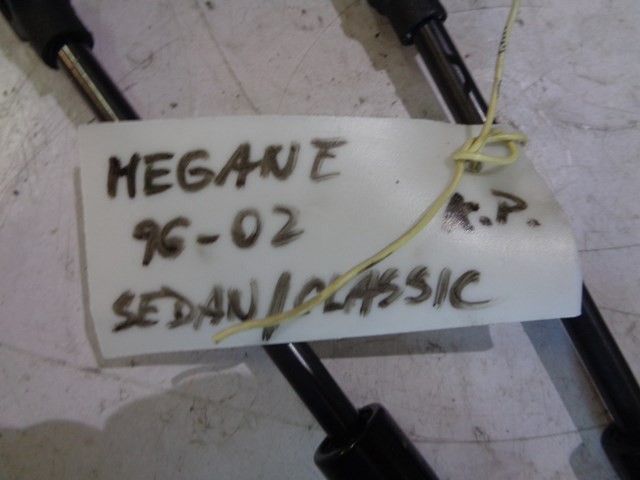 MEGANE
96-02 K.P.
SEDAN/CLASSIC